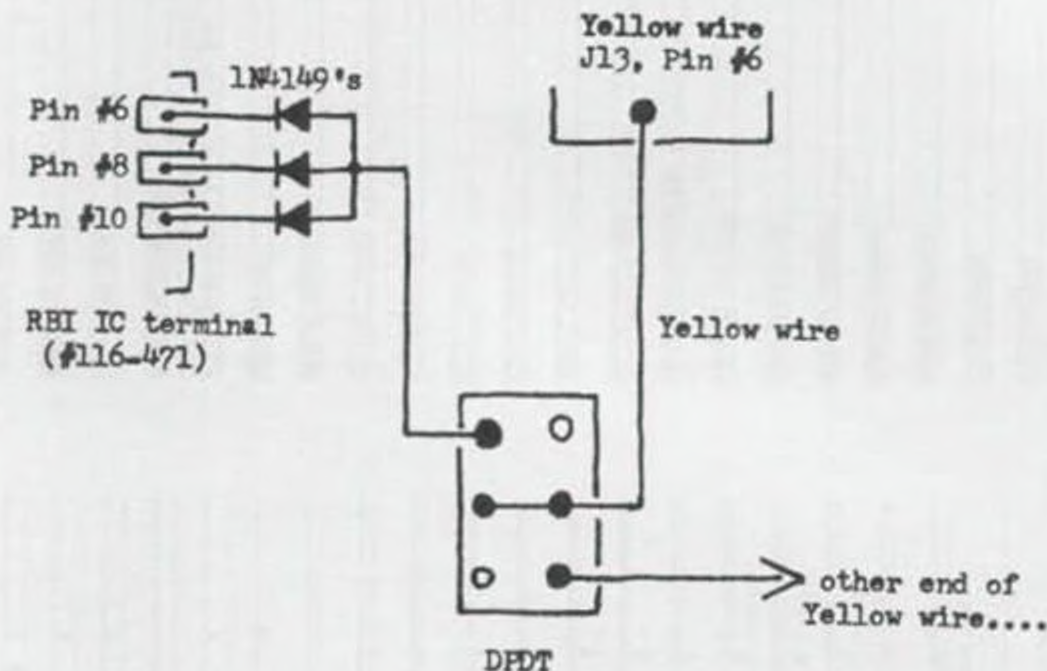 Yellow wire
J13, Pin #6
1N4149's
Pin #6
Pin #8
Pin #10
RBI IC terminal
(#116-471)
Yellow wire
other end of
Yellow wire....
DPDT